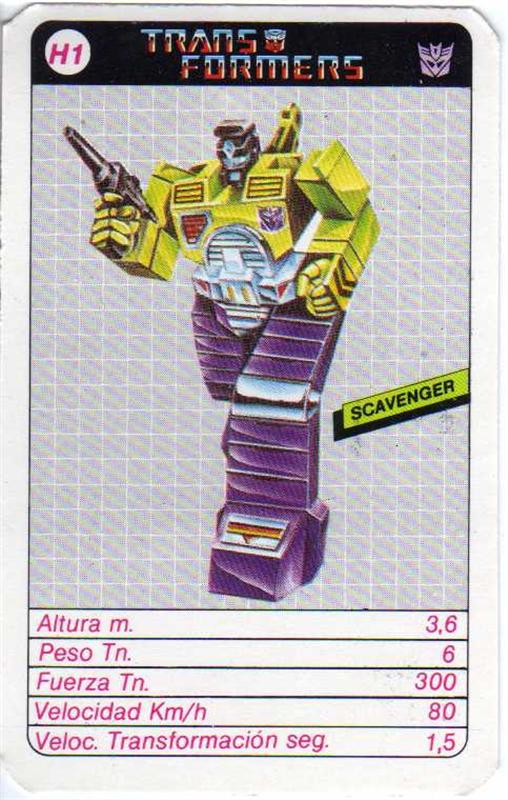 H1
TRANS
FORMERS
SCAVENGER
Altura m. 3,6
Peso Tn. 6
Fuerza Tn. 300
Velocidad Km/h 80
Veloc. Transformación seg. 1,5